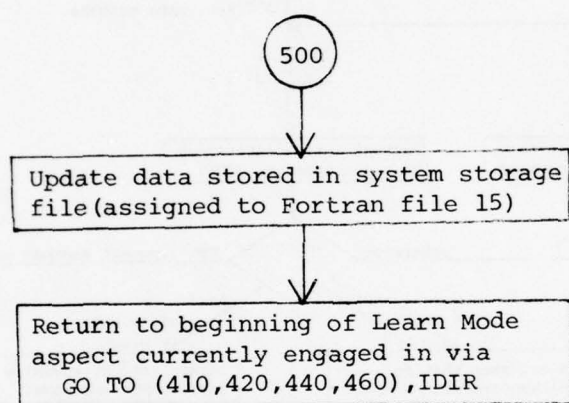 500
Update data stored in system storage
file(assigned to Fortran file 15)
Return to beginning of Learn Mode
aspect currently engaged in via
GO TO (410,420,440,460),IDIR